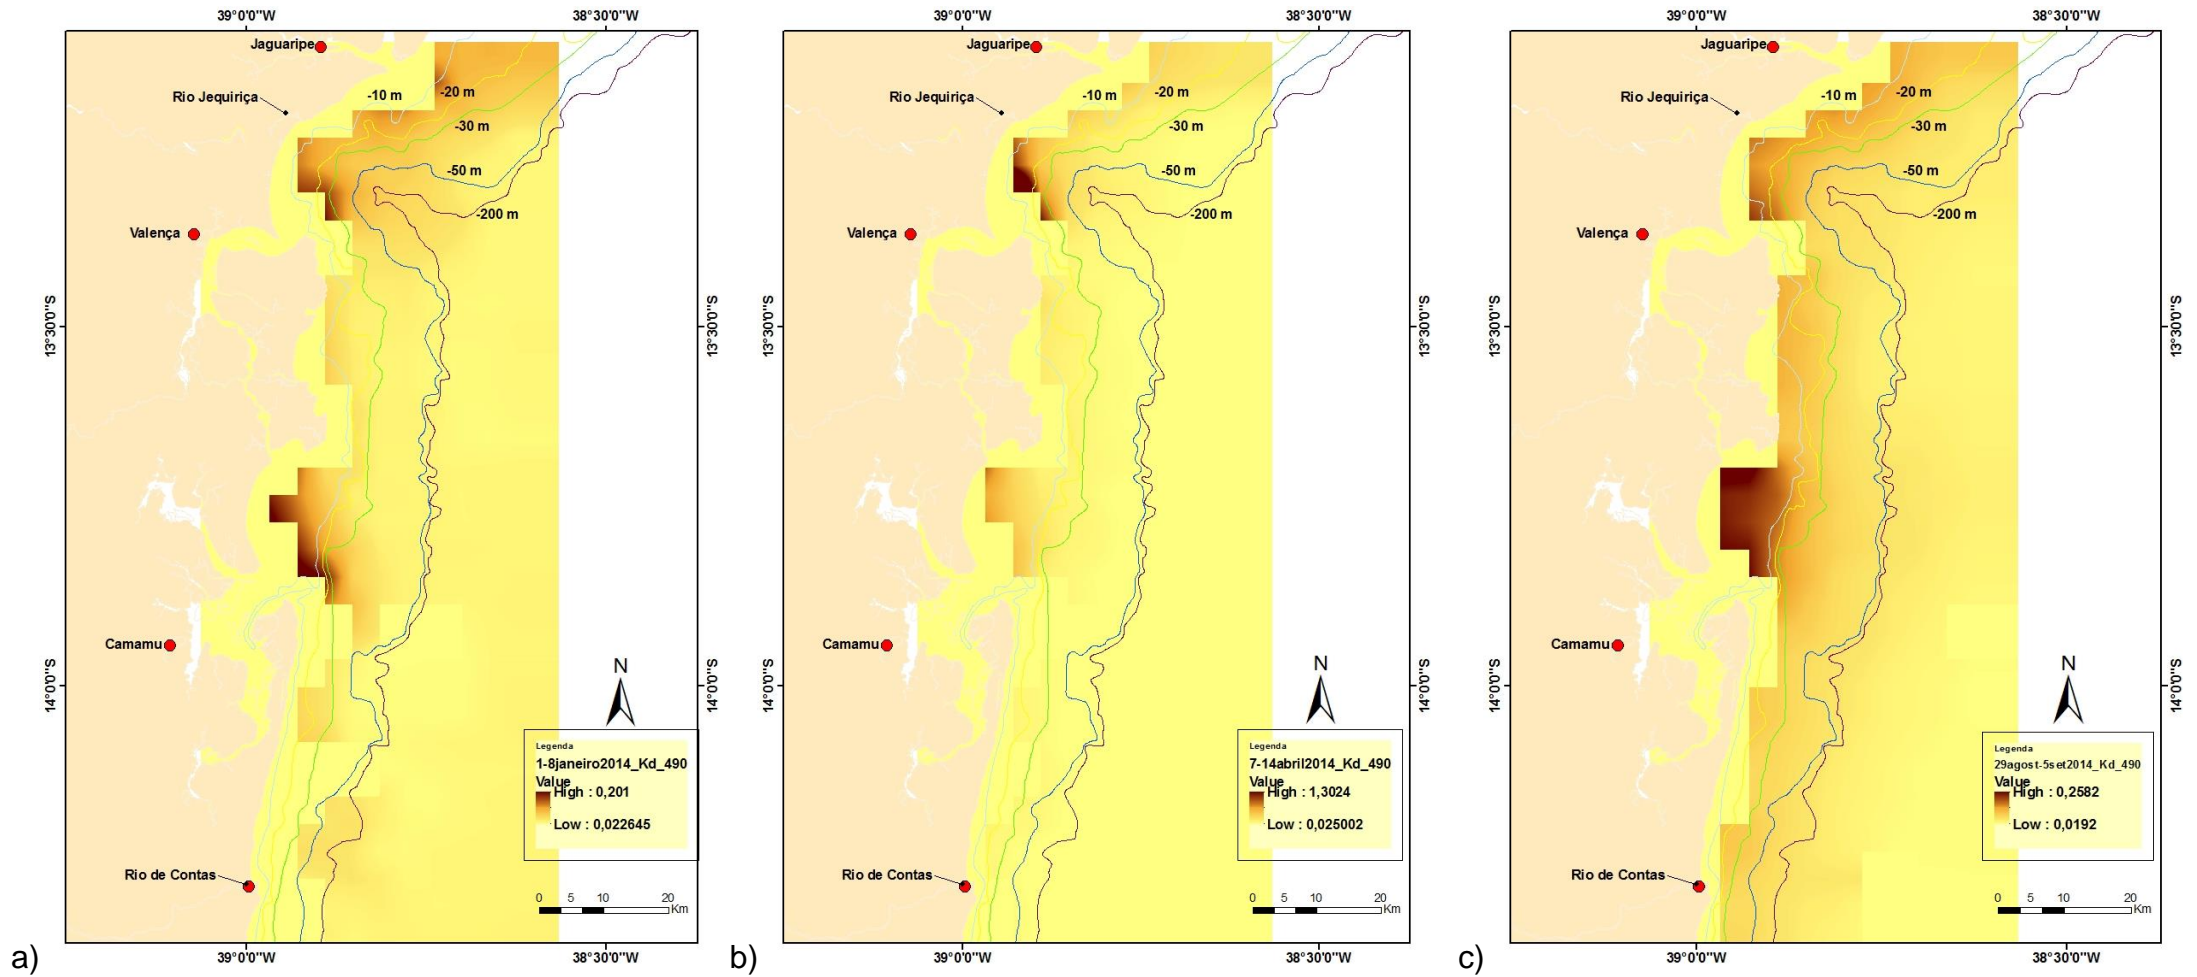 39°0'0"W
38°30'0"W
Jaguaripe
Rio Jequiriça
-10 m
-20 m
-30 m
-50 m
-200 m
Valença
13°30'0"S
13°30'0"S
Camamu
14°0'0"S
14°0'0"S
N
Legenda
1-8janeiro2014_Kd_490
Value
High : 0,201
Low : 0,022645
Rio de Contas
0 5 10 20
Km
39°0'0"W
38°30'0"W
a)
39°0'0"W
38°30'0"W
Jaguaripe
Rio Jequiriça
-10 m
-20 m
-30 m
-50 m
-200 m
Valença
13°30'0"S
13°30'0"S
Camamu
14°0'0"S
14°0'0"S
N
Legenda
7-14abril2014_Kd_490
Value
High : 1,3024
Low : 0,025002
Rio de Contas
0 5 10 20
Km
39°0'0"W
38°30'0"W
b)
39°0'0"W
38°30'0"W
Jaguaripe
Rio Jequiriça
-10 m
-20 m
-30 m
-50 m
-200 m
Valença
13°30'0"S
13°30'0"S
Camamu
14°0'0"S
14°0'0"S
N
Legenda
29agost-5set2014_Kd_490
Value
High : 0,2582
Low : 0,0192
Rio de Contas
0 5 10 20
Km
39°0'0"W
38°30'0"W
c)